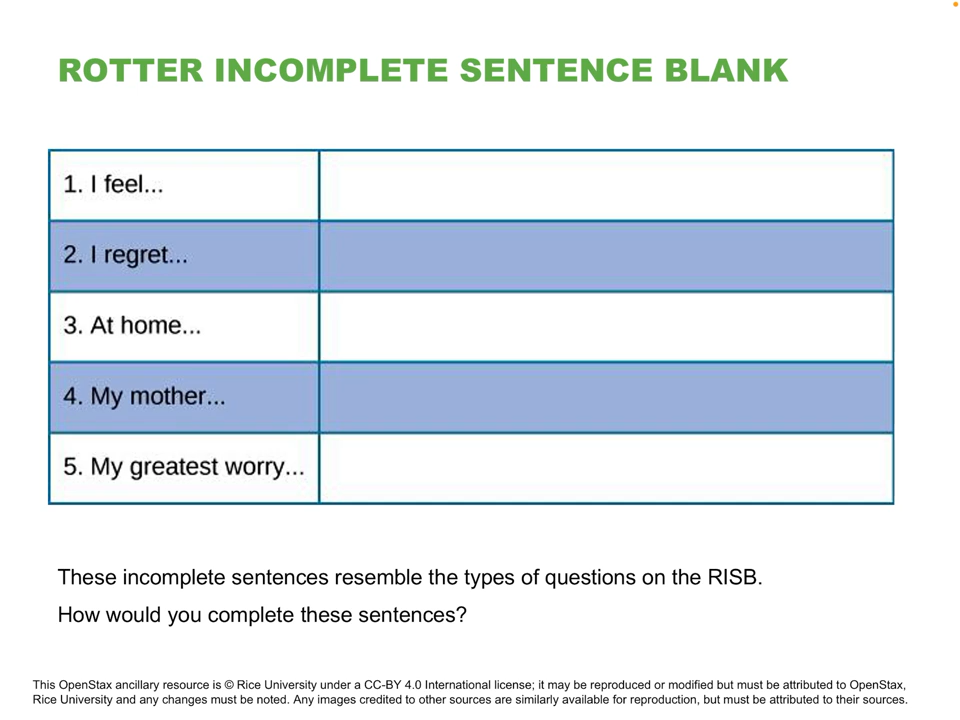 ROTTER INCOMPLETE SENTENCE BLANK
1. I feel...
2. I regret...
3. At home...
4. My mother...
5. My greatest worry...
These incomplete sentences resemble the types of questions on the RISB.
How would you complete these sentences?
This OpenStax ancillary resource is © Rice University under a CC-BY 4.0 International license; it may be reproduced or modified but must be attributed to OpenStax,
Rice University and any changes must be noted. Any images credited to other sources are similarly available for reproduction, but must be attributed to their sources.